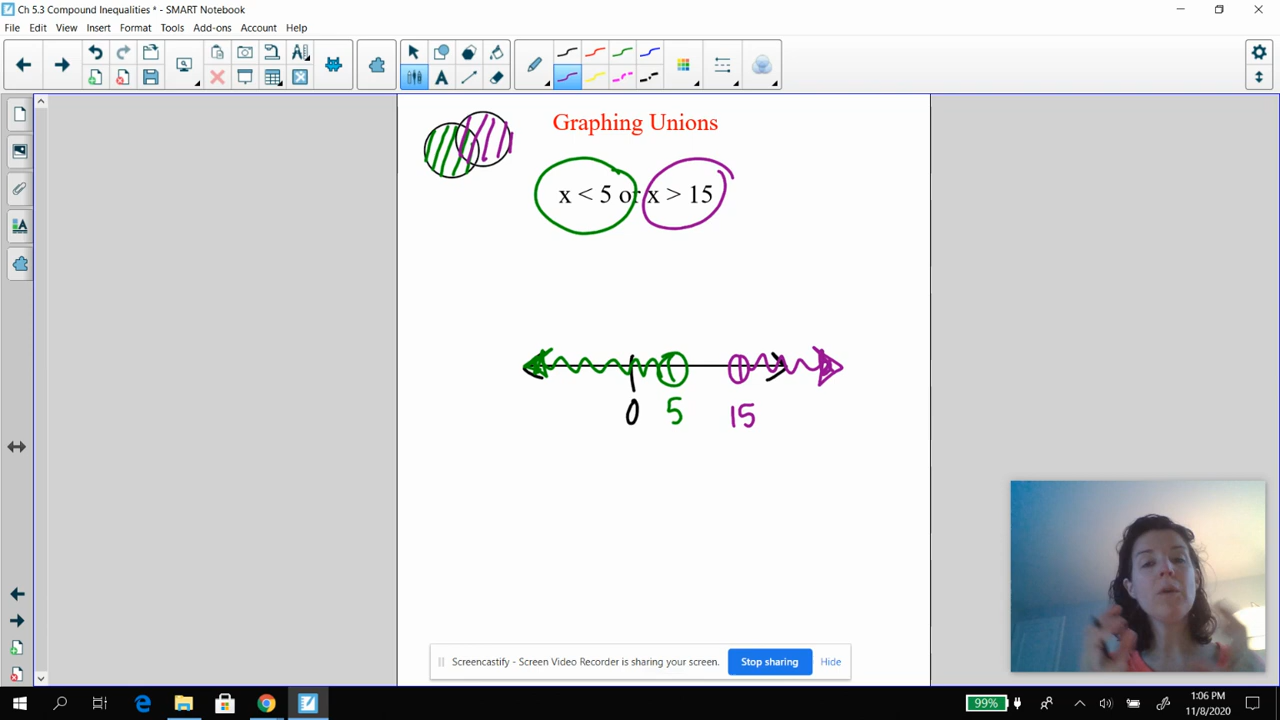 Ch 5.3 Compound Inequalities * - SMART Notebook
File Edit View Insert Format Tools Add-ons Account Help
Graphing Unions
x < 5 or x > 15
0 5 15
Screencastify - Screen Video Recorder is sharing your screen. Stop sharing Hide
99%
1:06 PM
11/8/2020